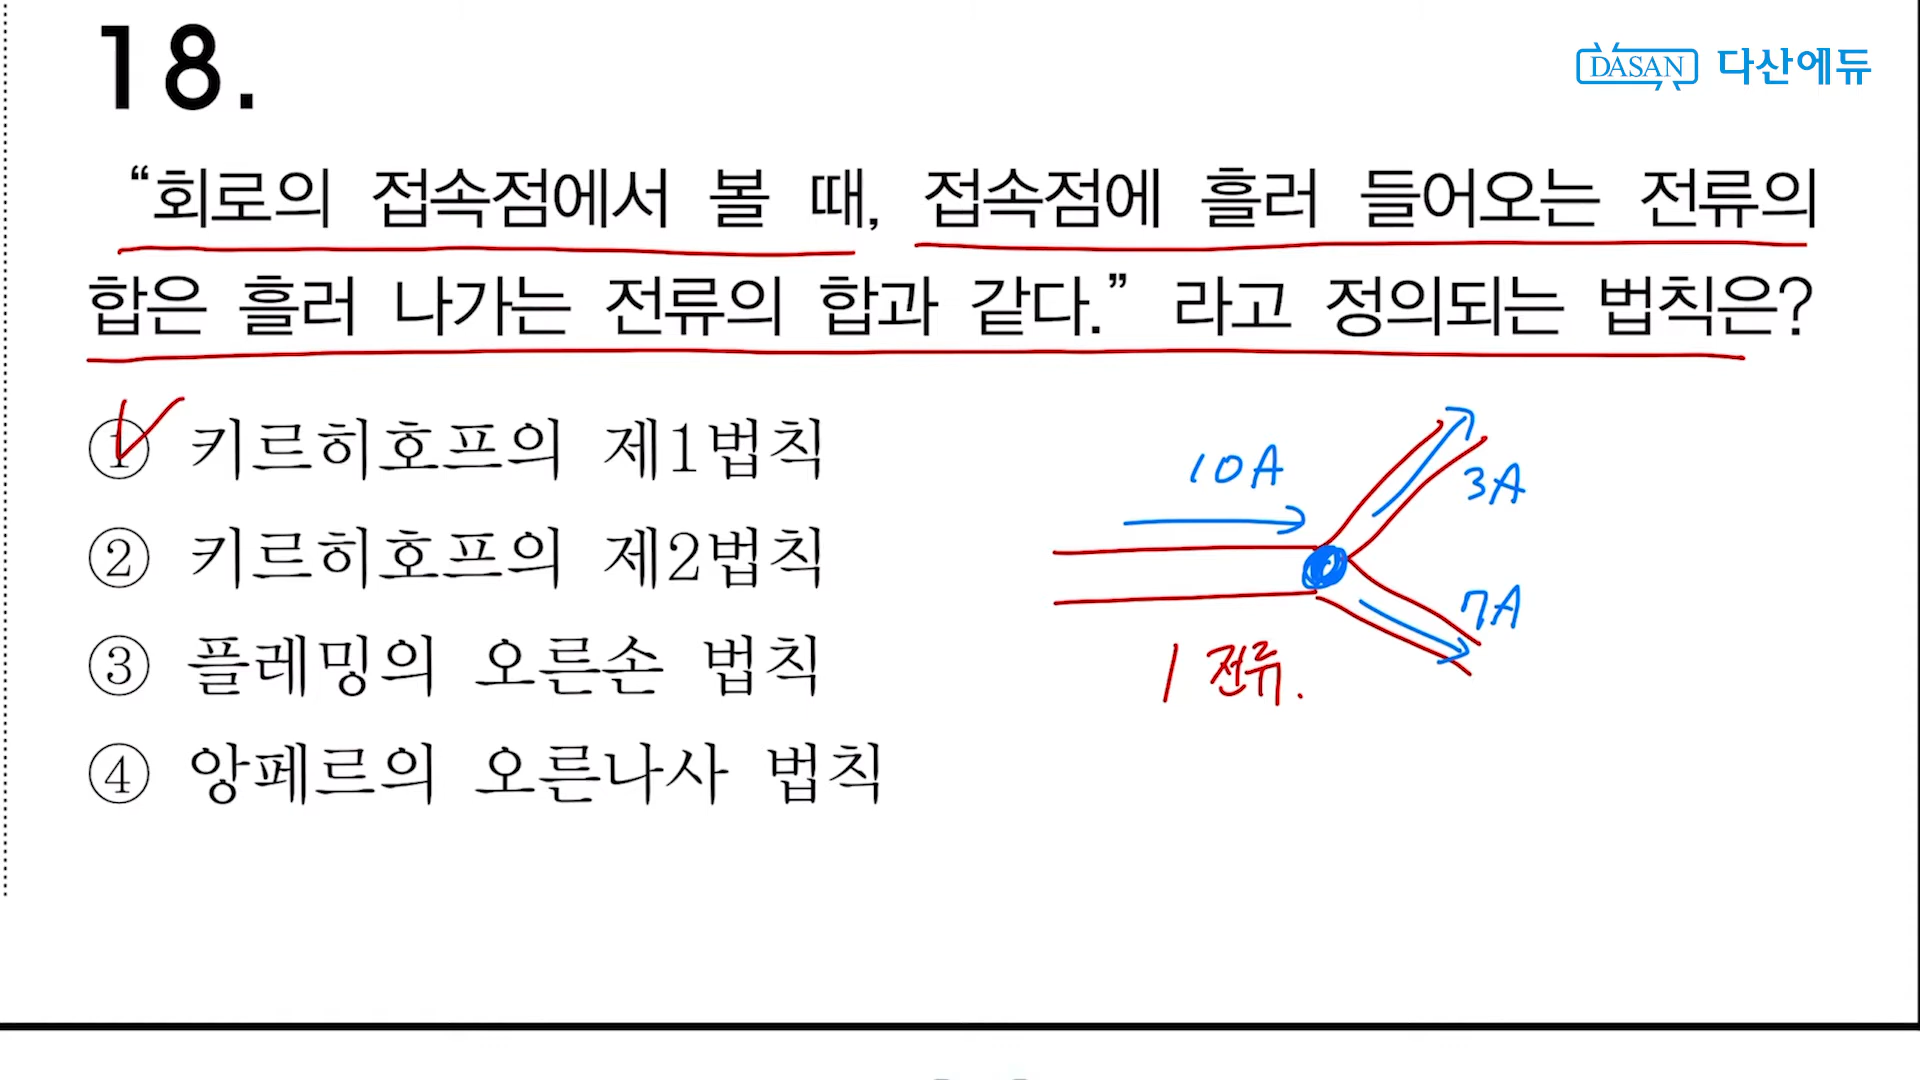 18.
DASAN 다산에듀
“회로의 접속점에서 볼 때, 접속점에 흘러 들어오는 전류의
합은 흘러 나가는 전류의 합과 같다.” 라고 정의되는 법칙은?
① 키르히호프의 제1법칙
② 키르히호프의 제2법칙
③ 플레밍의 오른손 법칙
④ 앙페르의 오른나사 법칙
10A
3A
7A
1 전류.